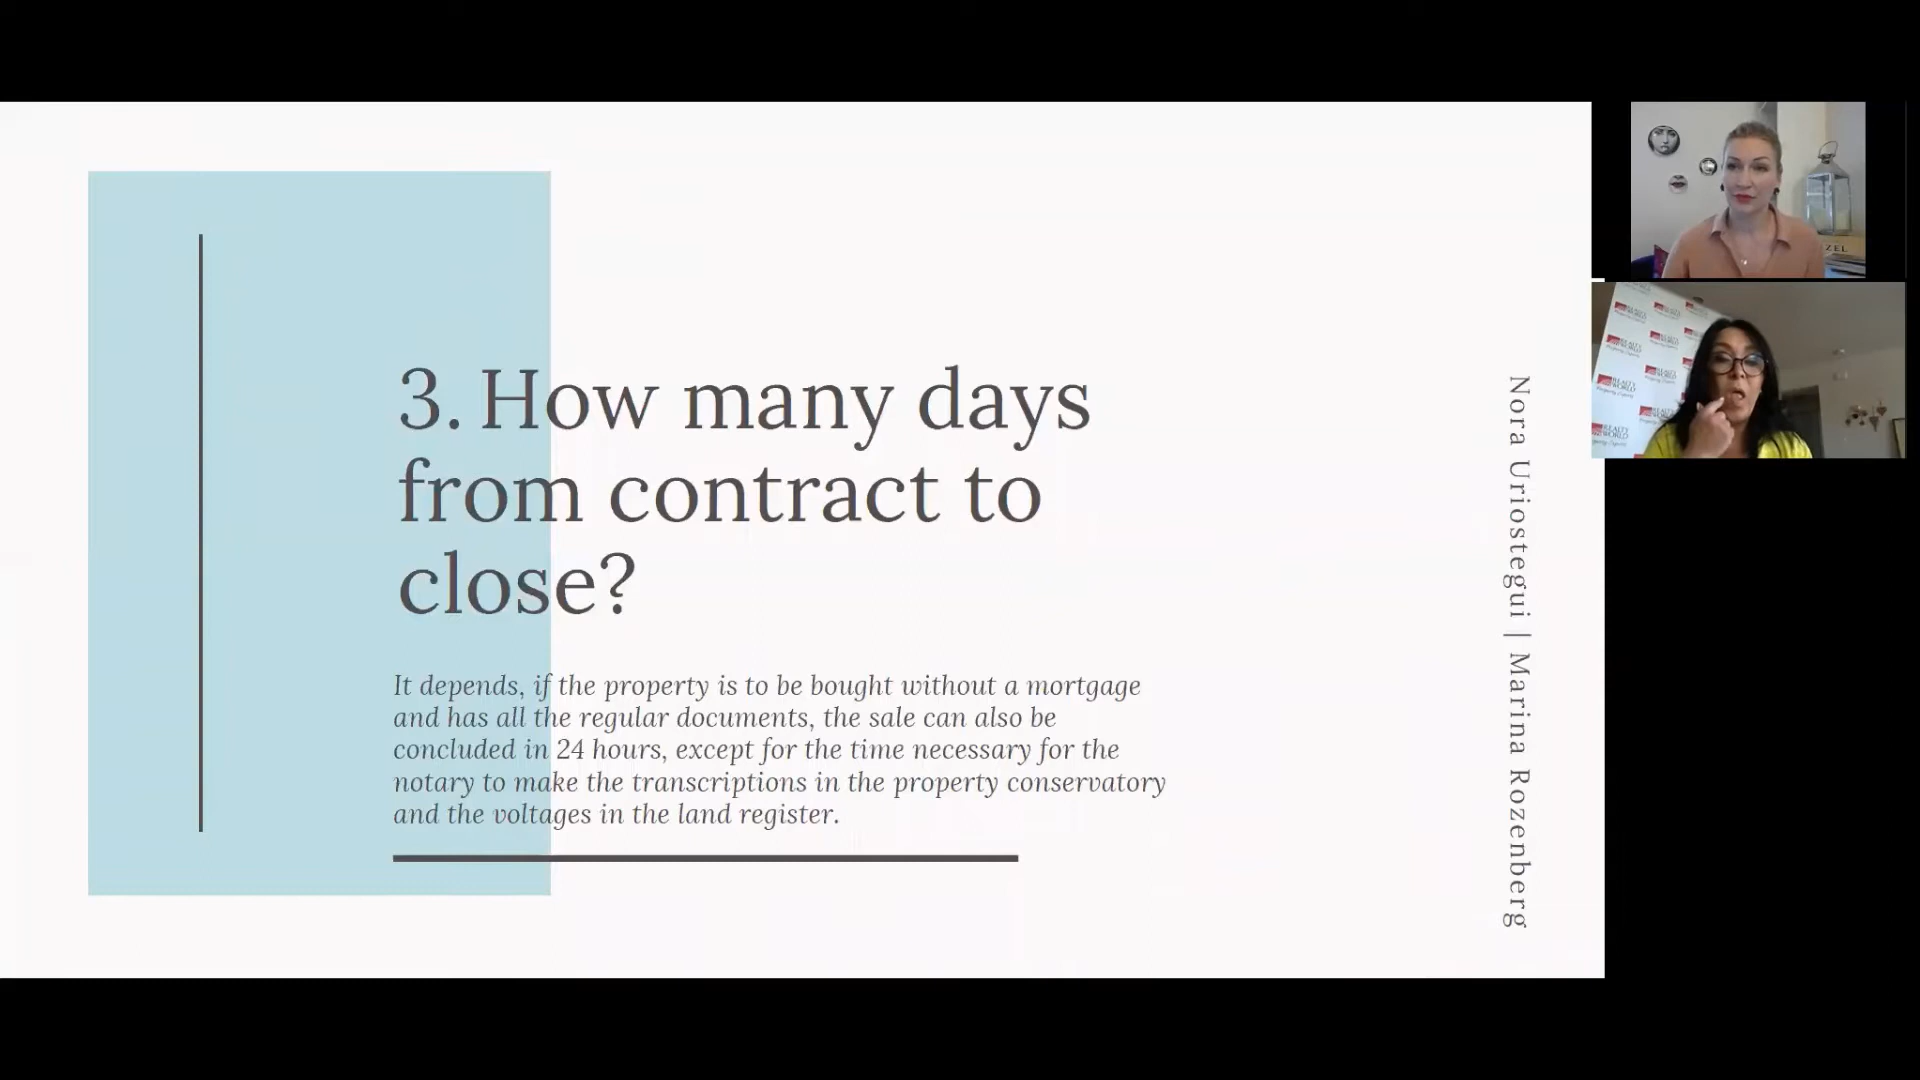 3. How many days
from contract to
close?
It depends, if the property is to be bought without a mortgage
and has all the regular documents, the sale can also be
concluded in 24 hours, except for the time necessary for the
notary to make the transcriptions in the property conservatory
and the voltages in the land register.
Nora Uriostegui | Marina Rozenberg
ZEL
REALTY
WORLD